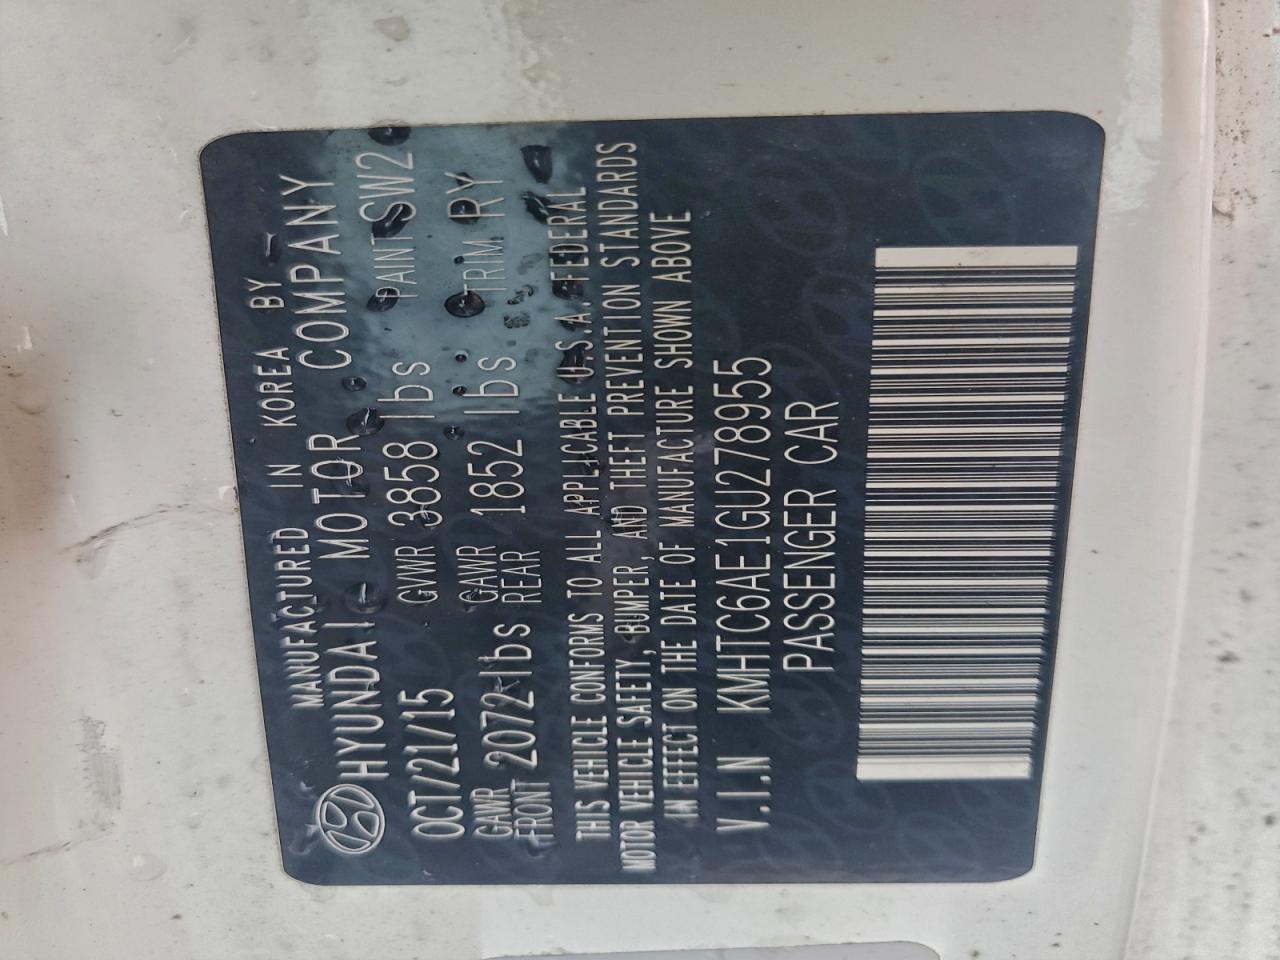 MANUFACTURED IN KOREA BY
HYUNDAI MOTOR COMPANY
OCT/21/15 GVWR 3858 lbs PAINT SW2
GAWR FRONT 2072 lbs GAWR REAR 1852 lbs TRIM RY
THIS VEHICLE CONFORMS TO ALL APPLICABLE U.S.A. FEDERAL
MOTOR VEHICLE SAFETY, BUMPER, AND THEFT PREVENTION STANDARDS
IN EFFECT ON THE DATE OF MANUFACTURE SHOWN ABOVE
V.I.N KMHTC6AE1GU278955
PASSENGER CAR